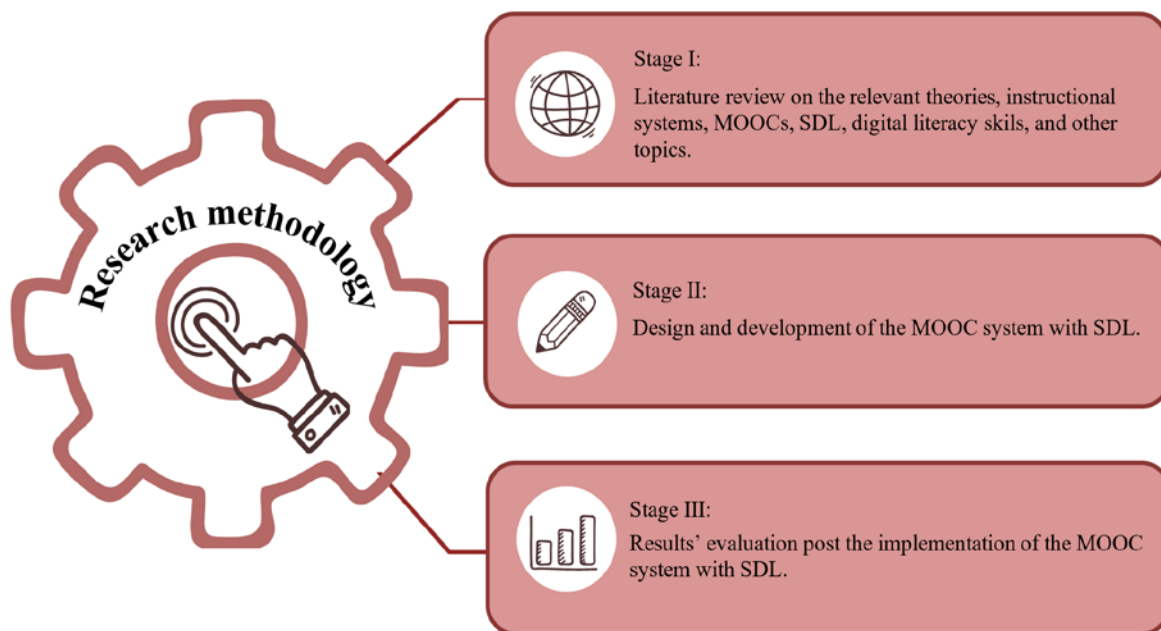 Research methodology
Stage I:
Literature review on the relevant theories, instructional
systems, MOOCs, SDL, digital literacy skils, and other
topics.
Stage II:
Design and development of the MOOC system with SDL.
Stage III:
Results’ evaluation post the implementation of the MOOC
system with SDL.